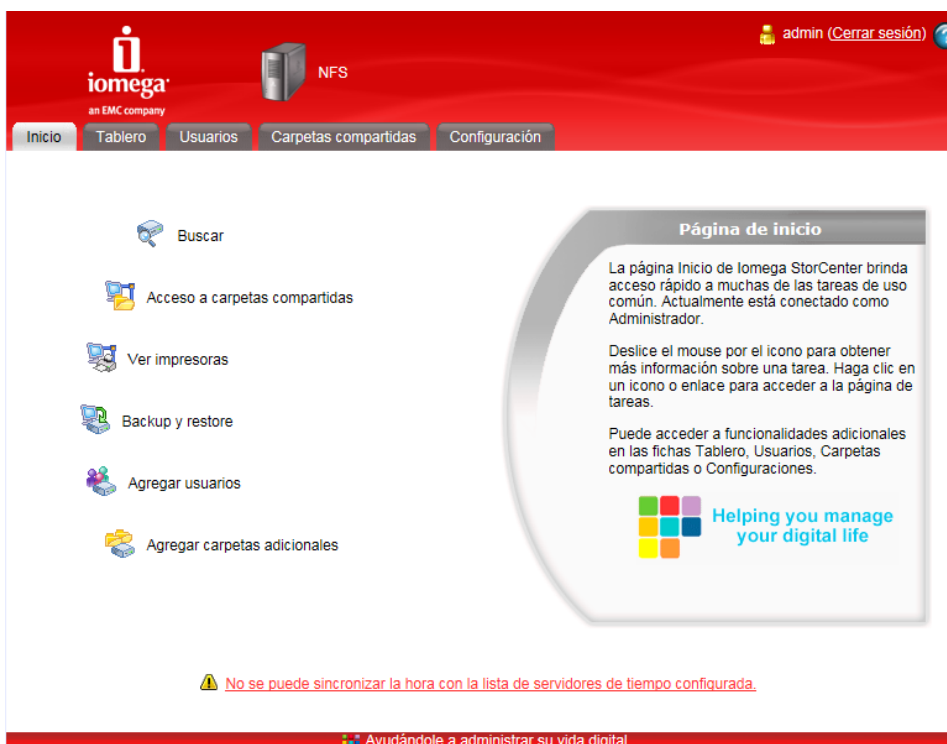 admin (Cerrar sesión)
iomega
an EMC company
NFS
Inicio
Tablero
Usuarios
Carpetas compartidas
Configuración
Buscar
Acceso a carpetas compartidas
Ver impresoras
Backup y restore
Agregar usuarios
Agregar carpetas adicionales
Página de inicio
La página Inicio de Iomega StorCenter brinda
acceso rápido a muchas de las tareas de uso
común. Actualmente está conectado como
Administrador.
Deslice el mouse por el icono para obtener
más información sobre una tarea. Haga clic en
un icono o enlace para acceder a la página de
tareas.
Puede acceder a funcionalidades adicionales
en las fichas Tablero, Usuarios, Carpetas
compartidas o Configuraciones.
Helping you manage
your digital life
No se puede sincronizar la hora con la lista de servidores de tiempo configurada.
Ayudándole a administrar su vida digital